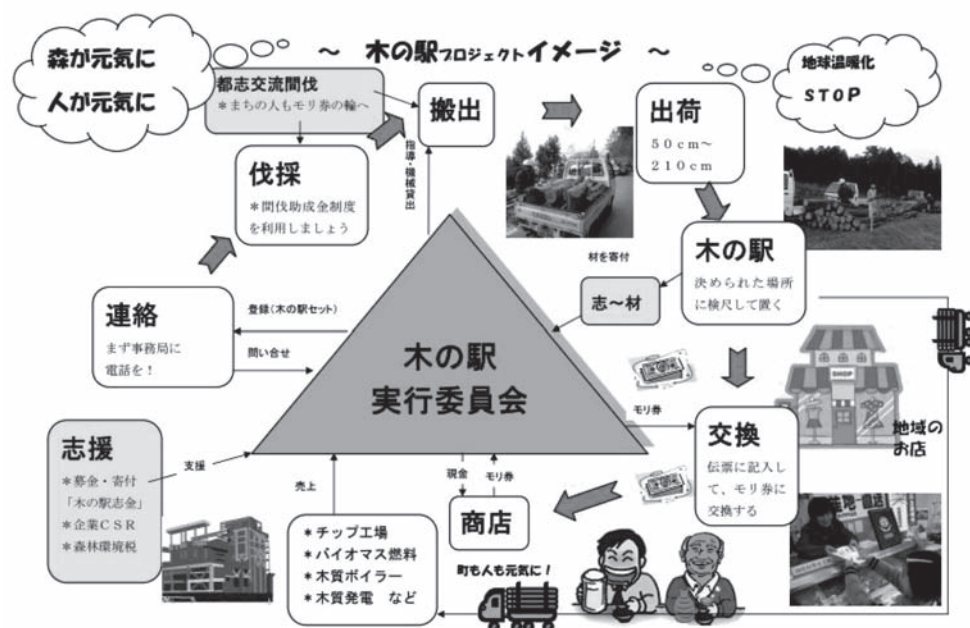 ～ 木の駅プロジェクトイメージ ～
森が元気に
人が元気に
地球温暖化
STOP
都志交流間伐
＊まちの人もモリ券の輪へ
搬出
出荷
50cm～
210cm
指導・機械貸出
伐採
＊間伐助成金制度
を利用しましょう
木の駅
決められた場所
に検尺して置く
材を寄付
志～材
連絡
まず事務局に
電話を！
登録(木の駅セット)
問い合せ
木の駅
実行委員会
SHOP
地域の
お店
モリ券
交換
伝票に記入し
て、モリ券に
交換する
志援
＊募金・寄付
「木の駅志金」
＊企業CSR
＊森林環境税
支援
売上
現金
モリ券
商店
＊チップ工場
＊バイオマス燃料
＊木質ボイラー
＊木質発電　など
町も人も元気に！